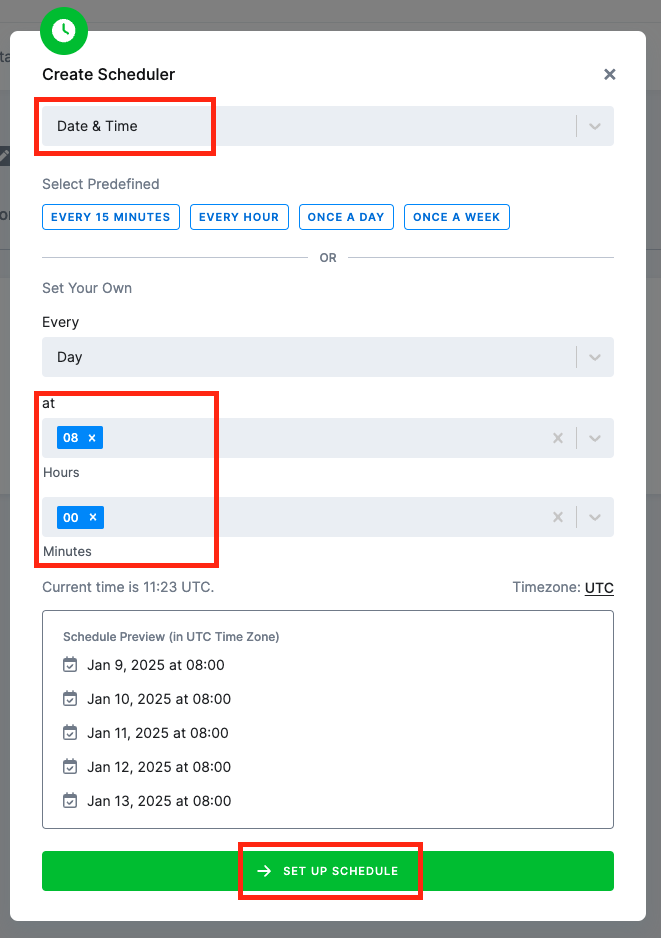 Create Scheduler
Date & Time
Select Predefined
EVERY 15 MINUTES EVERY HOUR ONCE A DAY ONCE A WEEK
OR
Set Your Own
Every
Day
at
08
Hours
00
Minutes
Current time is 11:23 UTC. Timezone: UTC
Schedule Preview (in UTC Time Zone)
Jan 9, 2025 at 08:00
Jan 10, 2025 at 08:00
Jan 11, 2025 at 08:00
Jan 12, 2025 at 08:00
Jan 13, 2025 at 08:00
SET UP SCHEDULE